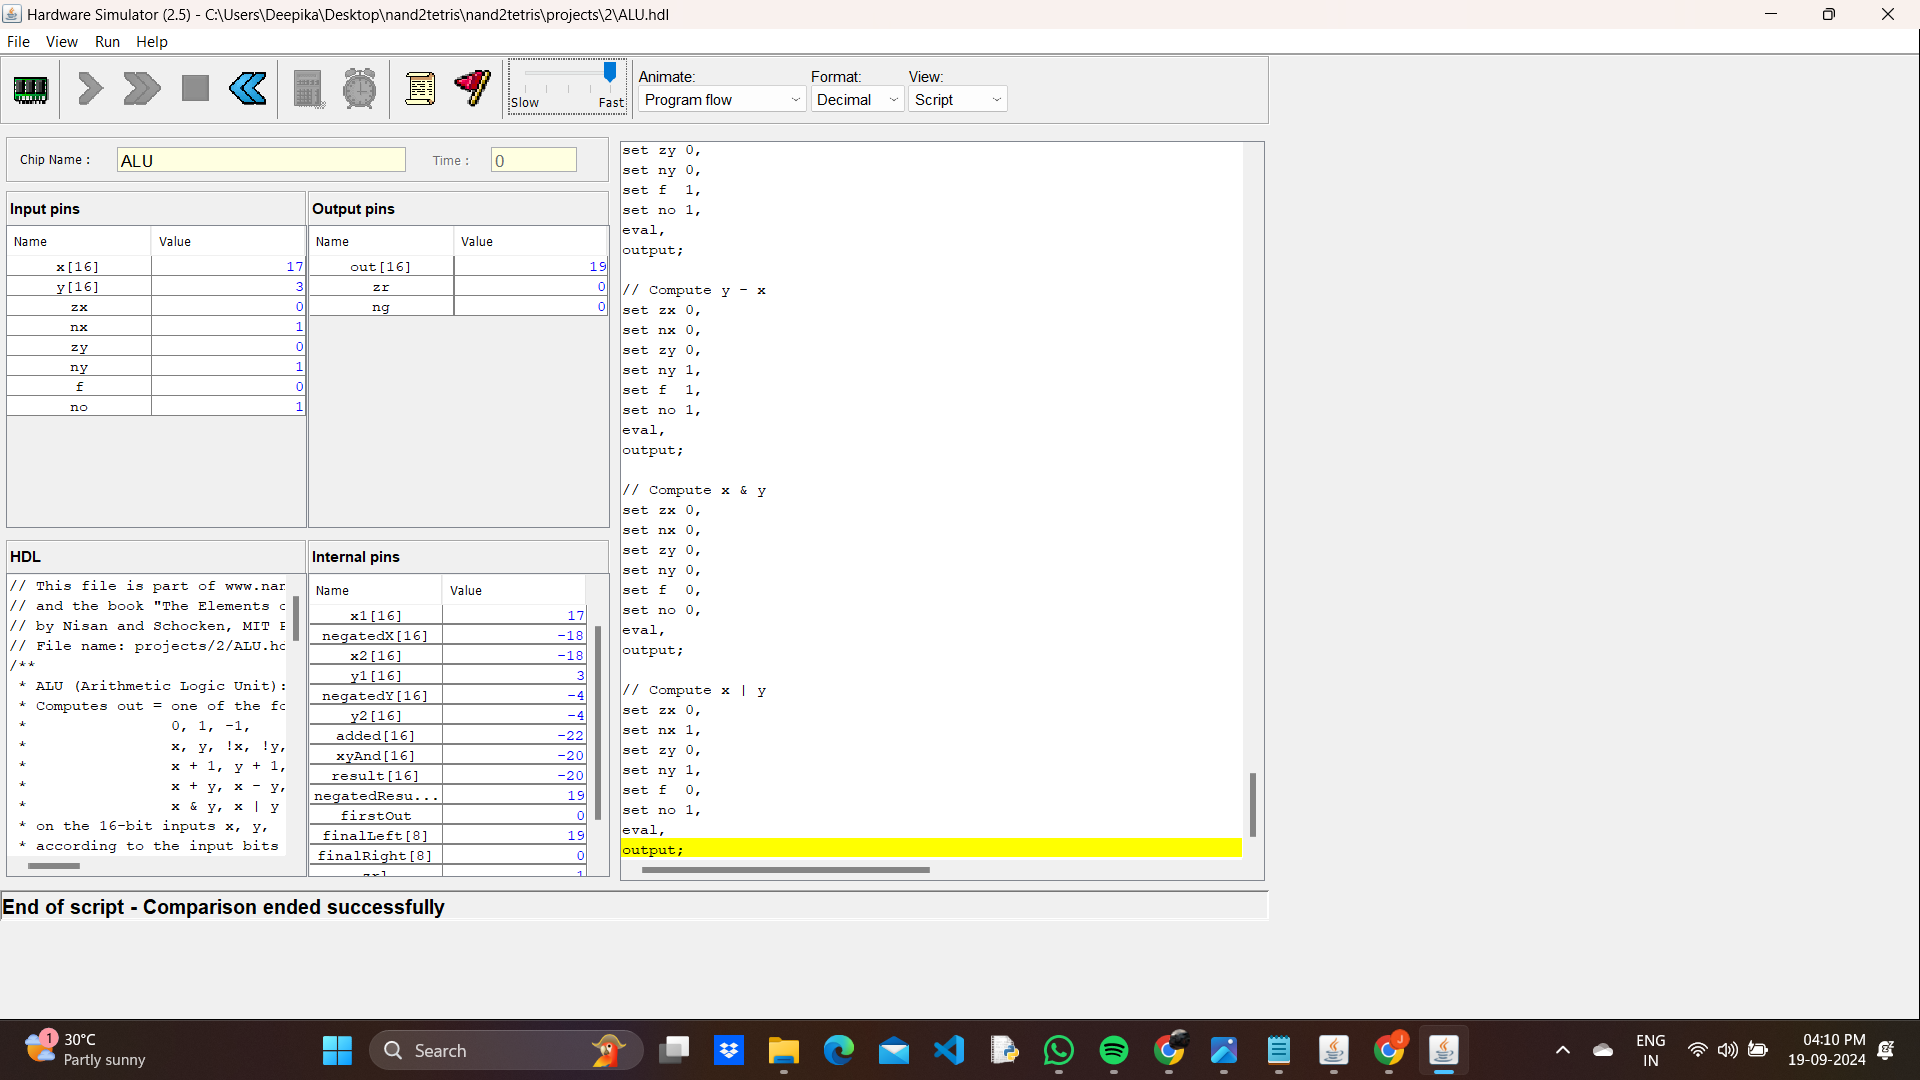 Hardware Simulator (2.5) - C:\Users\Deepika\Desktop\nand2tetris\nand2tetris\projects\2\ALU.hdl
File View Run Help
Slow Fast
Animate: Format: View:
Program flow Decimal Script
Chip Name : ALU Time : 0
Input pins
Name Value
x[16] 17
y[16] 3
zx 0
nx 1
zy 0
ny 1
f 0
no 1
Output pins
Name Value
out[16] 19
zr 0
ng 0
HDL
// This file is part of www.nan
// and the book "The Elements o
// by Nisan and Schocken, MIT P
// File name: projects/2/ALU.hd
/**
* ALU (Arithmetic Logic Unit):
* Computes out = one of the fo
* 0, 1, -1,
* x, y, !x, !y,
* x + 1, y + 1,
* x + y, x - y,
* x & y, x | y
* on the 16-bit inputs x, y,
* according to the input bits
Internal pins
Name Value
x1[16] 17
negatedX[16] -18
x2[16] -18
y1[16] 3
negatedY[16] -4
y2[16] -4
added[16] -22
xyAnd[16] -20
result[16] -20
negatedResu... 19
firstOut 0
finalLeft[8] 19
finalRight[8] 0
set zy 0,
set ny 0,
set f 1,
set no 1,
eval,
output;
// Compute y - x
set zx 0,
set nx 0,
set zy 0,
set ny 1,
set f 1,
set no 1,
eval,
output;
// Compute x & y
set zx 0,
set nx 0,
set zy 0,
set ny 0,
set f 0,
set no 0,
eval,
output;
// Compute x | y
set zx 0,
set nx 1,
set zy 0,
set ny 1,
set f 0,
set no 1,
eval,
output;
End of script - Comparison ended successfully
1
30°C
Partly sunny
Search
J
ENG
IN
04:10 PM
19-09-2024